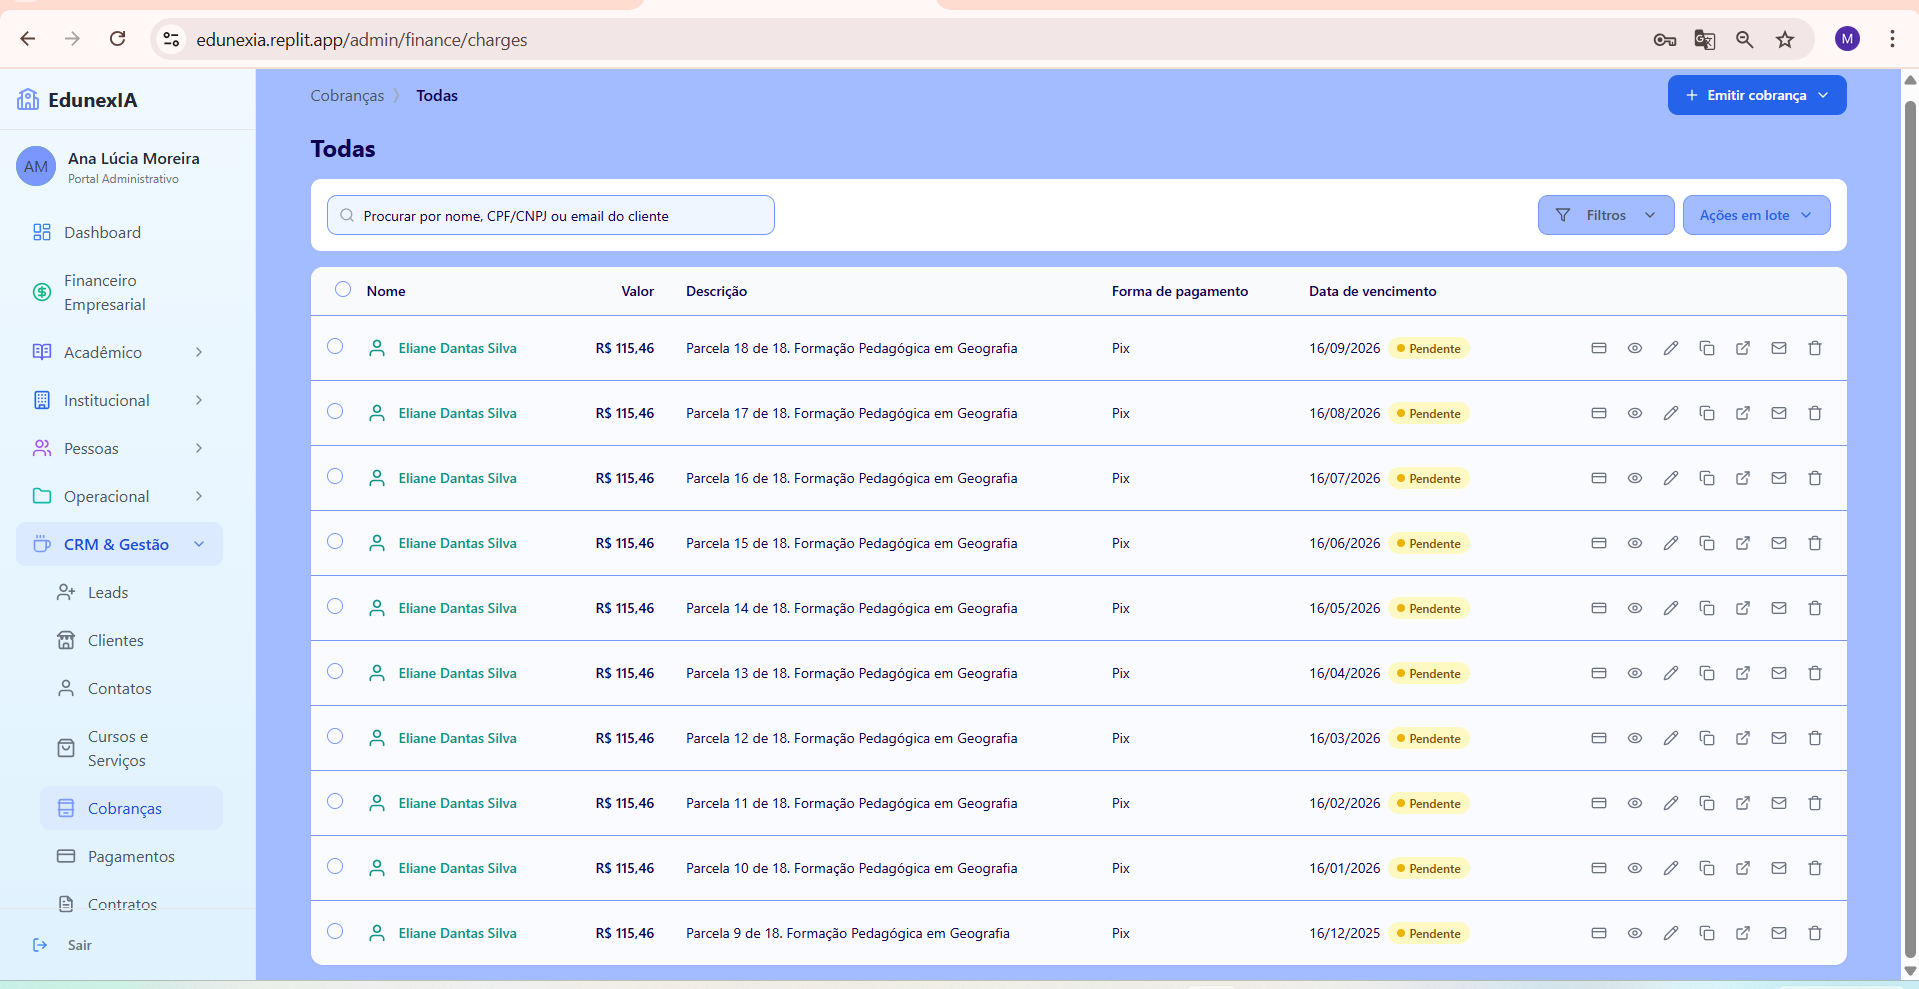 edunexia.replit.app/admin/finance/charges
M
EdunexIA
AM
Ana Lúcia Moreira
Portal Administrativo
Dashboard
Financeiro
Empresarial
Acadêmico
Institucional
Pessoas
Operacional
CRM & Gestão
Leads
Clientes
Contatos
Cursos e
Serviços
Cobranças
Pagamentos
Contratos
Sair
Cobranças Todas
Emitir cobrança
Todas
Procurar por nome, CPF/CNPJ ou email do cliente
Filtros
Ações em lote
Nome Valor Descrição Forma de pagamento Data de vencimento
Eliane Dantas Silva R$ 115,46 Parcela 18 de 18. Formação Pedagógica em Geografia Pix 16/09/2026 Pendente
Eliane Dantas Silva R$ 115,46 Parcela 17 de 18. Formação Pedagógica em Geografia Pix 16/08/2026 Pendente
Eliane Dantas Silva R$ 115,46 Parcela 16 de 18. Formação Pedagógica em Geografia Pix 16/07/2026 Pendente
Eliane Dantas Silva R$ 115,46 Parcela 15 de 18. Formação Pedagógica em Geografia Pix 16/06/2026 Pendente
Eliane Dantas Silva R$ 115,46 Parcela 14 de 18. Formação Pedagógica em Geografia Pix 16/05/2026 Pendente
Eliane Dantas Silva R$ 115,46 Parcela 13 de 18. Formação Pedagógica em Geografia Pix 16/04/2026 Pendente
Eliane Dantas Silva R$ 115,46 Parcela 12 de 18. Formação Pedagógica em Geografia Pix 16/03/2026 Pendente
Eliane Dantas Silva R$ 115,46 Parcela 11 de 18. Formação Pedagógica em Geografia Pix 16/02/2026 Pendente
Eliane Dantas Silva R$ 115,46 Parcela 10 de 18. Formação Pedagógica em Geografia Pix 16/01/2026 Pendente
Eliane Dantas Silva R$ 115,46 Parcela 9 de 18. Formação Pedagógica em Geografia Pix 16/12/2025 Pendente